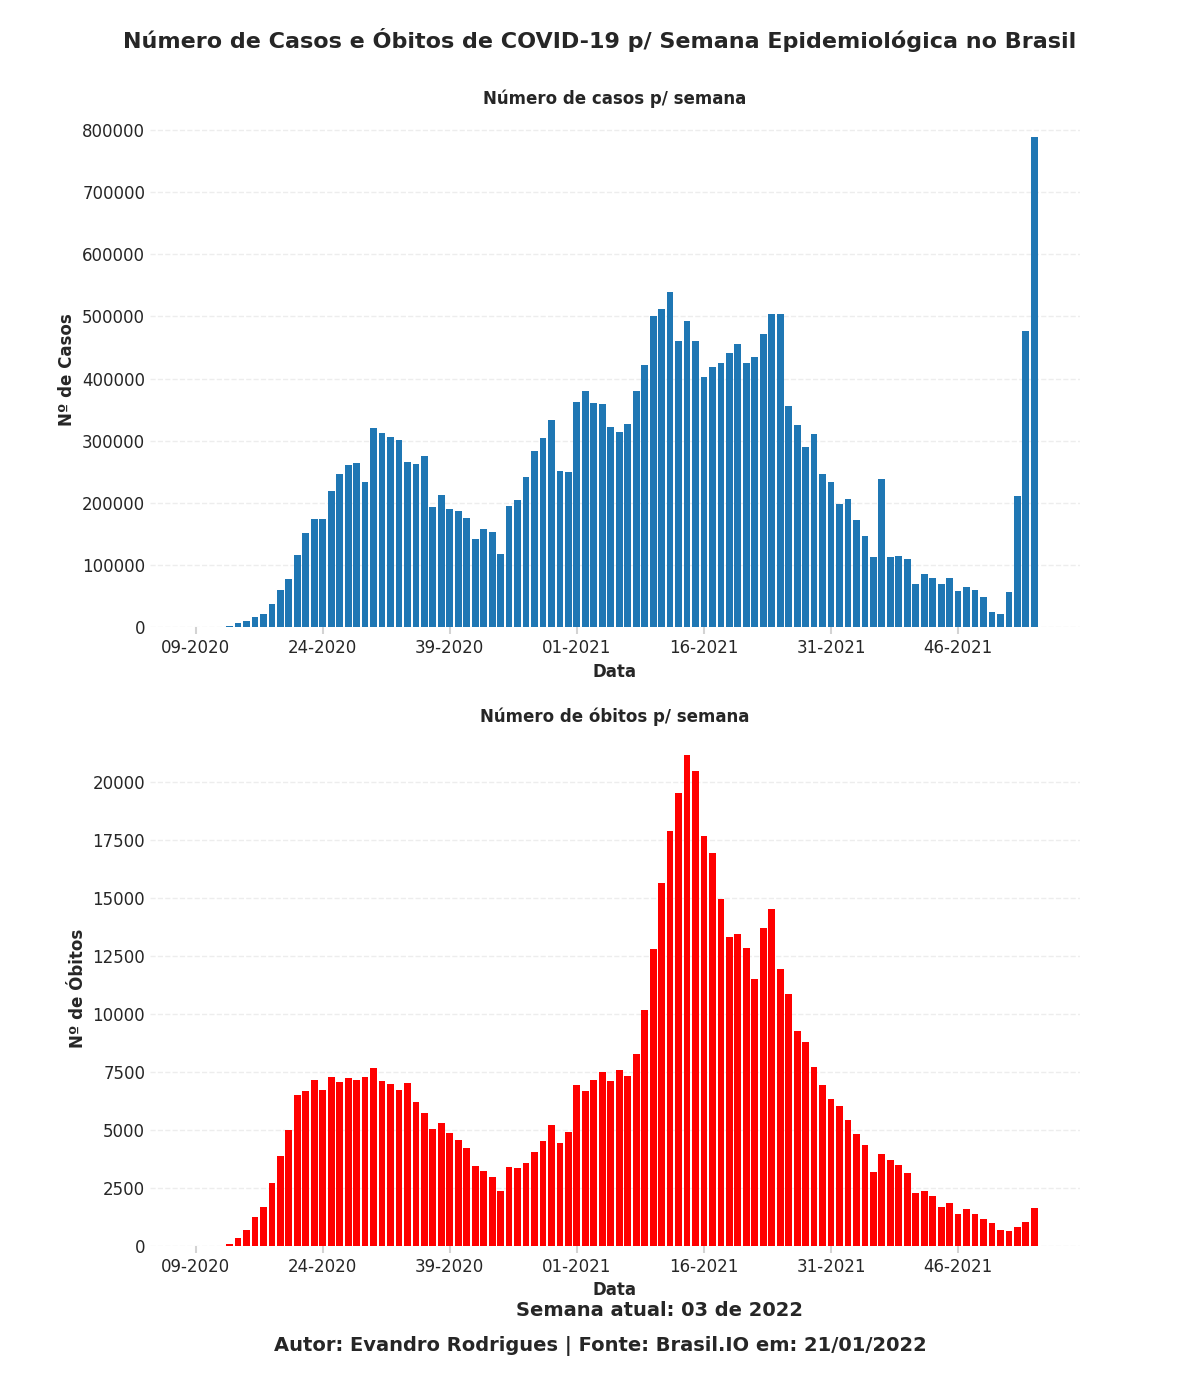 Número de Casos e Óbitos de COVID-19 p/ Semana Epidemiológica no Brasil
Número de casos p/ semana
800000
700000
600000
500000
400000
300000
200000
100000
0
Nº de Casos
09-2020 24-2020 39-2020 01-2021 16-2021 31-2021 46-2021
Data
Número de óbitos p/ semana
20000
17500
15000
12500
10000
7500
5000
2500
0
Nº de Óbitos
09-2020 24-2020 39-2020 01-2021 16-2021 31-2021 46-2021
Data
Semana atual: 03 de 2022
Autor: Evandro Rodrigues | Fonte: Brasil.IO em: 21/01/2022